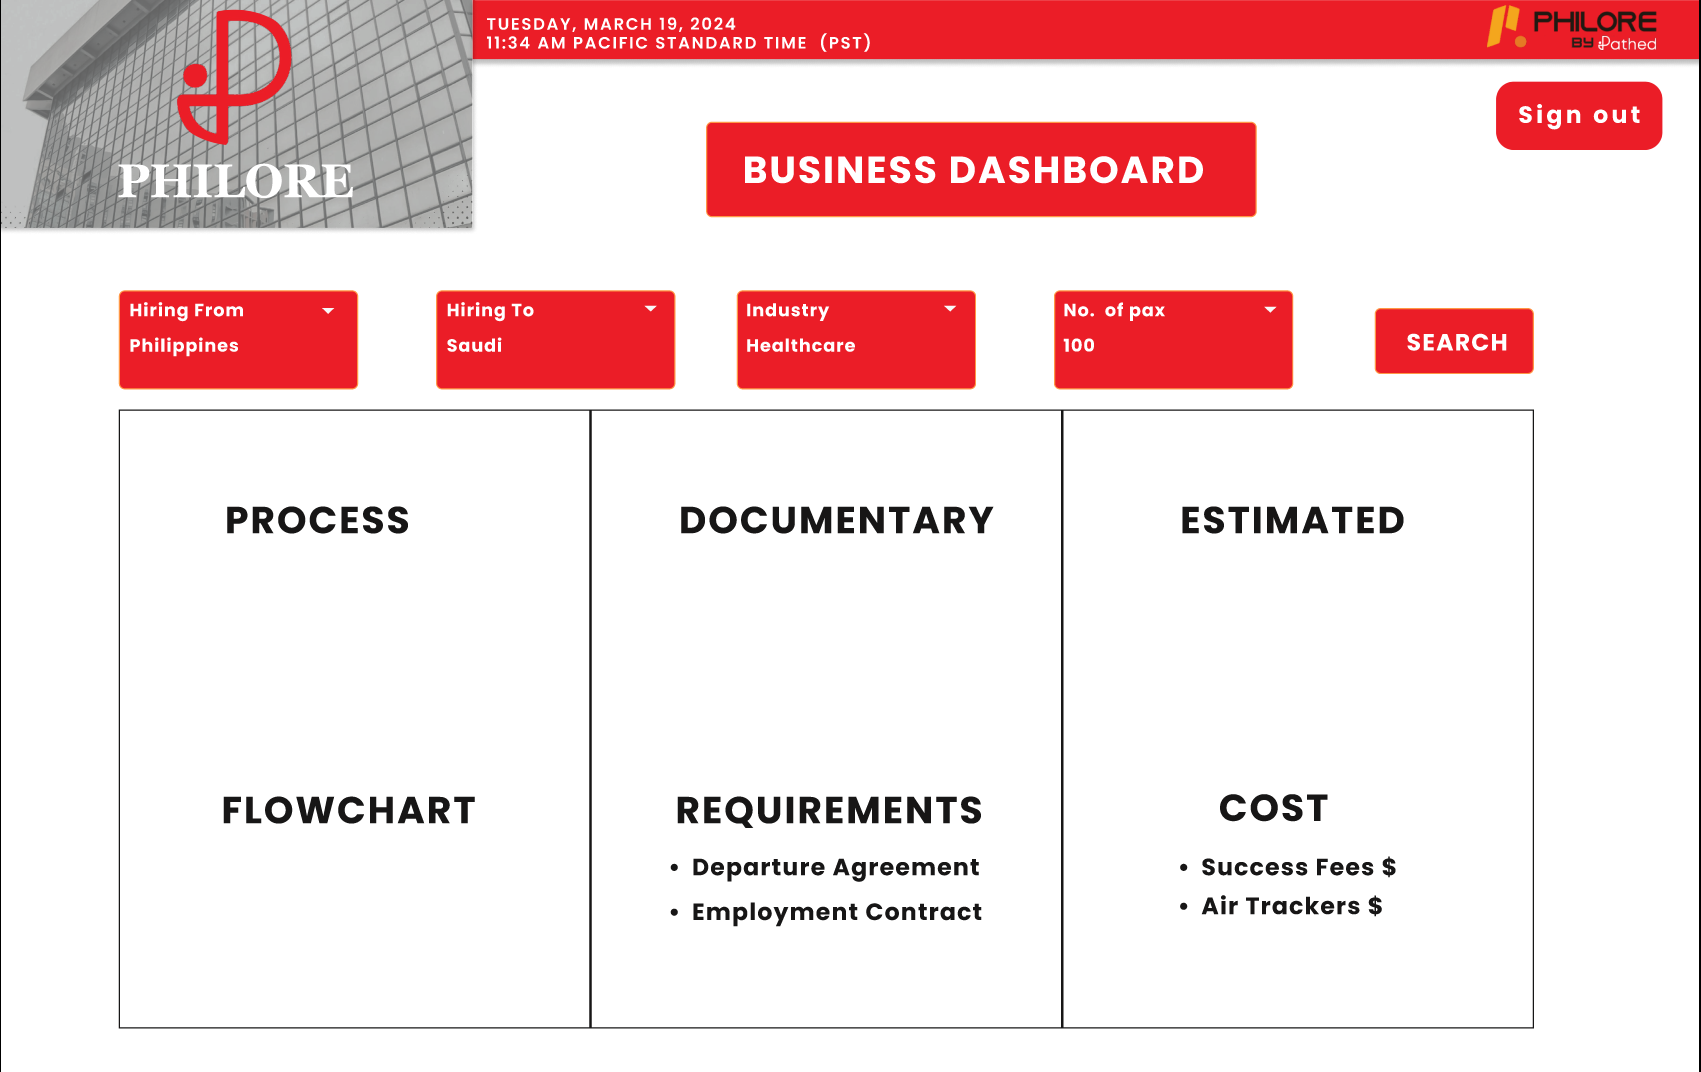 TUESDAY, MARCH 19, 2024
11:34 AM PACIFIC STANDARD TIME (PST)
PHILORE
BY Pathed
PHILORE
Sign out
BUSINESS DASHBOARD
Hiring From
Philippines
Hiring To
Saudi
Industry
Healthcare
No. of pax
100
SEARCH
PROCESS
FLOWCHART
DOCUMENTARY
REQUIREMENTS
• Departure Agreement
• Employment Contract
ESTIMATED
COST
• Success Fees $
• Air Trackers $